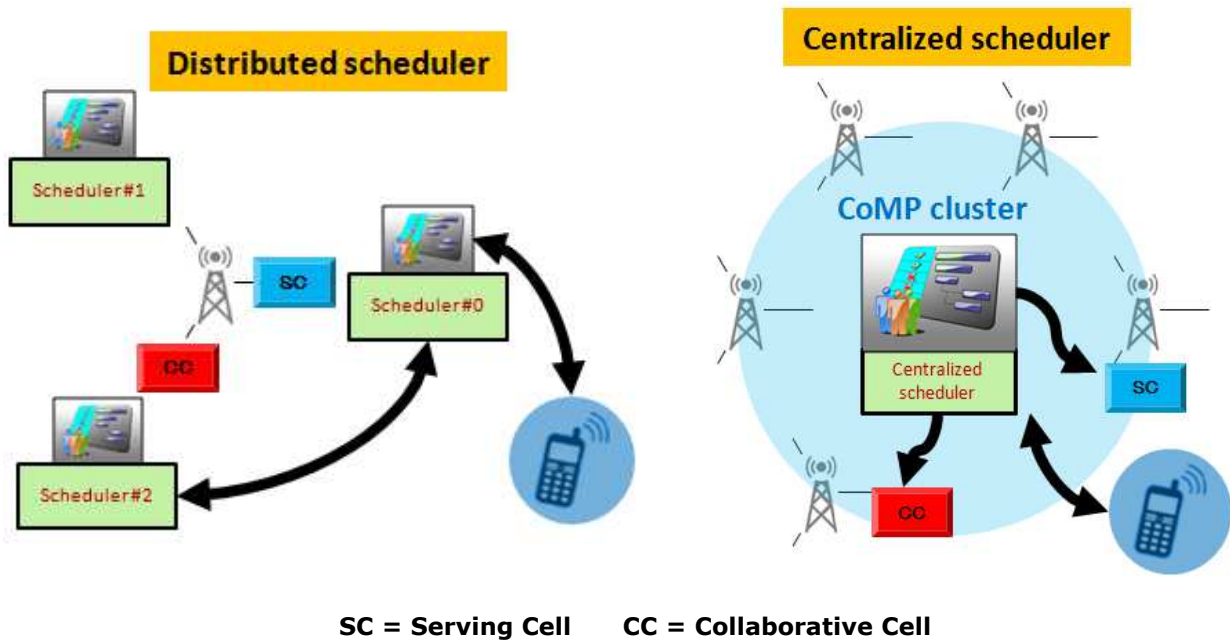 Distributed scheduler
Scheduler#1
SC
Scheduler#0
CC
Scheduler#2
Centralized scheduler
CoMP cluster
Centralized
scheduler
SC
CC
SC = Serving Cell CC = Collaborative Cell